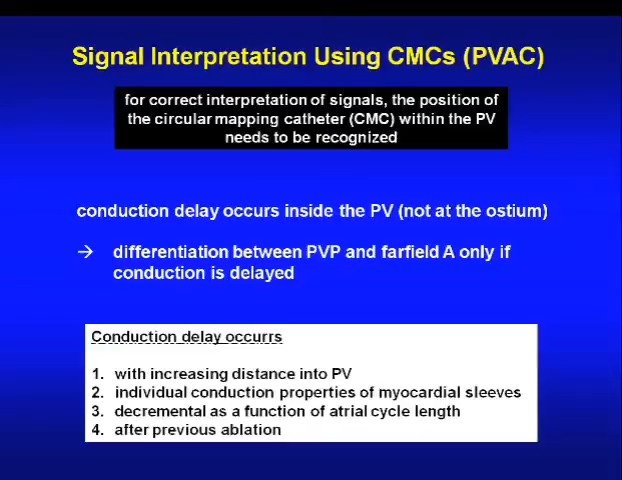 Signal Interpretation Using CMCs (PVAC)
for correct interpretation of signals, the position of
the circular mapping catheter (CMC) within the PV
needs to be recognized
conduction delay occurs inside the PV (not at the ostium)
→ differentiation between PVP and farfield A only if
conduction is delayed
Conduction delay occurrs
1. with increasing distance into PV
2. individual conduction properties of myocardial sleeves
3. decremental as a function of atrial cycle length
4. after previous ablation